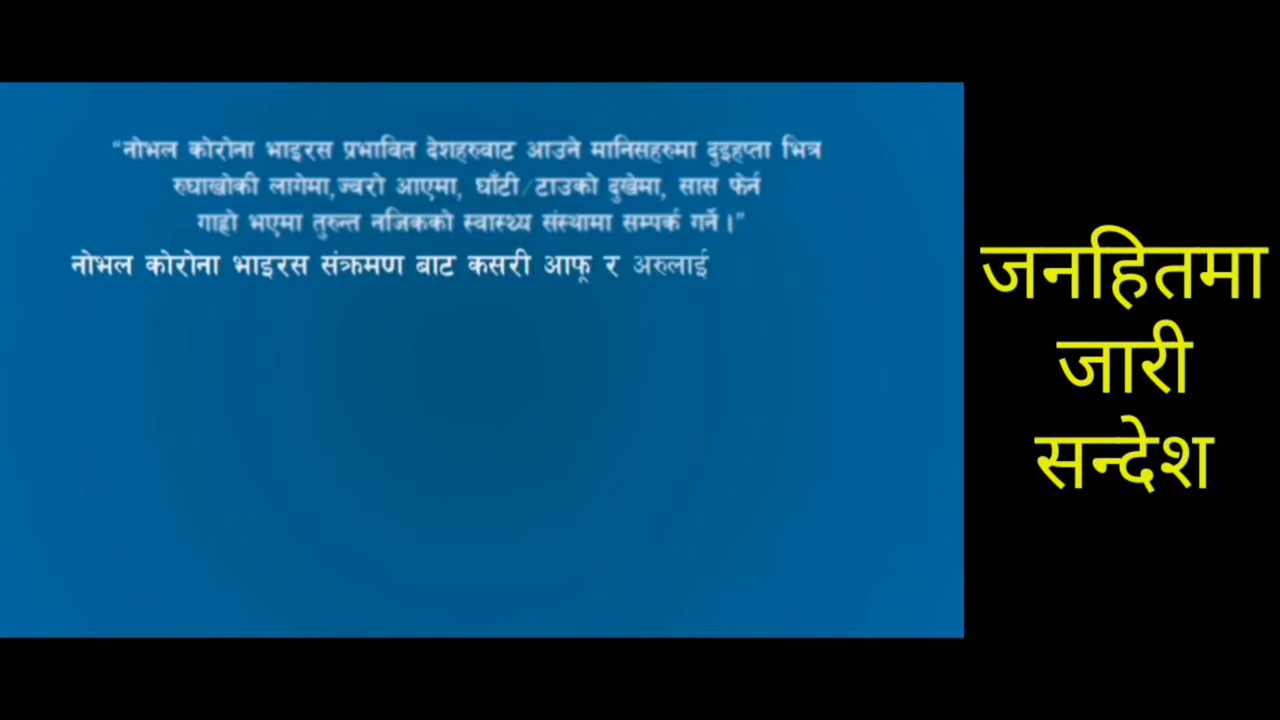 “नोभल कोरोना भाइरस प्रभावित देशहरुबाट आउने मानिसहरुमा दुइहप्ता भित्र
रुघाखोकी लागेमा,ज्वरो आएमा, घाँटी/टाउको दुखेमा, सास फेर्न
गाह्रो भएमा तुरुन्त नजिकको स्वास्थ्य संस्थामा सम्पर्क गर्ने।”
नोभल कोरोना भाइरस संक्रमण बाट कसरी आफू र अरुलाई
जनहितमा
जारी
सन्देश